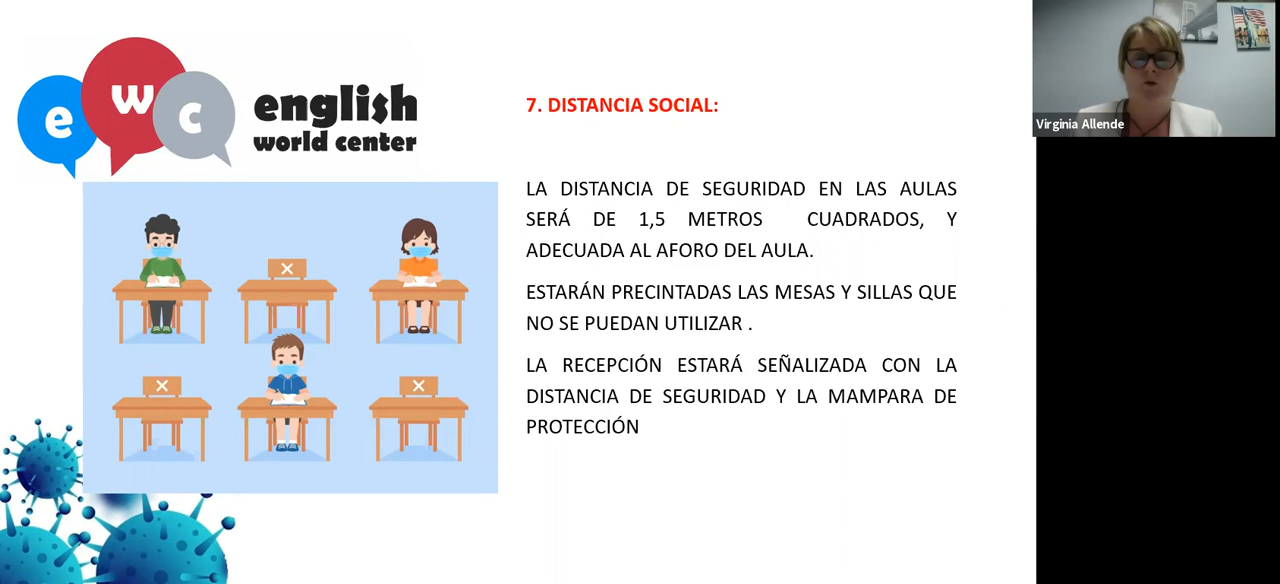 e w c
english
world center
7. DISTANCIA SOCIAL:
LA DISTANCIA DE SEGURIDAD EN LAS AULAS
SERÁ DE 1,5 METROS CUADRADOS, Y
ADECUADA AL AFORO DEL AULA.
ESTARÁN PRECINTADAS LAS MESAS Y SILLAS QUE
NO SE PUEDAN UTILIZAR .
LA RECEPCIÓN ESTARÁ SEÑALIZADA CON LA
DISTANCIA DE SEGURIDAD Y LA MAMPARA DE
PROTECCIÓN
Virginia Allende